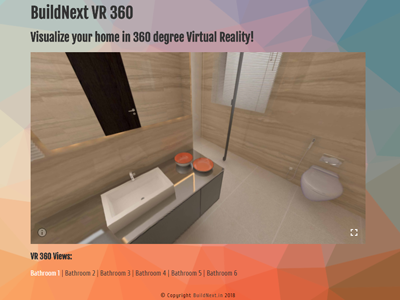 BuildNext VR 360
Visualize your home in 360 degree Virtual Reality!
VR 360 Views:
Bathroom 1 | Bathroom 2 | Bathroom 3 | Bathroom 4 | Bathroom 5 | Bathroom 6
© Copyright BuildNext.in 2018